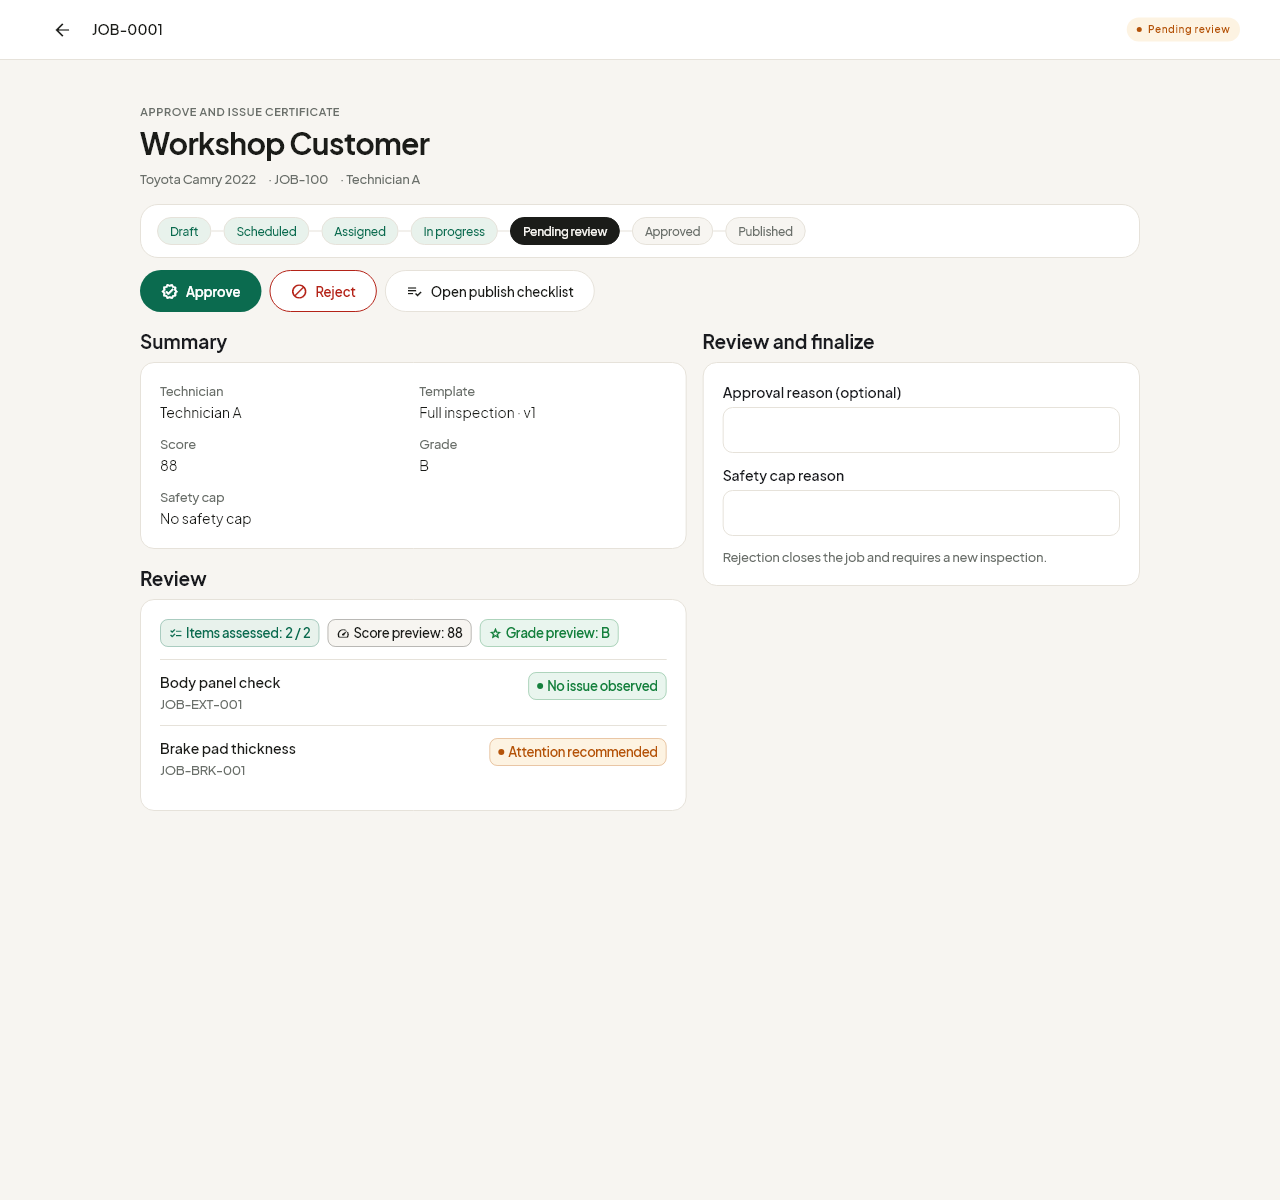 JOB-0001
Pending review
APPROVE AND ISSUE CERTIFICATE
Workshop Customer
Toyota Camry 2022 · JOB-100 · Technician A
Draft Scheduled Assigned In progress Pending review Approved Published
Approve Reject Open publish checklist
Summary
Technician Template
Technician A Full inspection · v1
Score Grade
88 B
Safety cap
No safety cap
Review
Items assessed: 2 / 2 Score preview: 88 Grade preview: B
Body panel check No issue observed
JOB-EXT-001
Brake pad thickness Attention recommended
JOB-BRK-001
Review and finalize
Approval reason (optional)
Safety cap reason
Rejection closes the job and requires a new inspection.